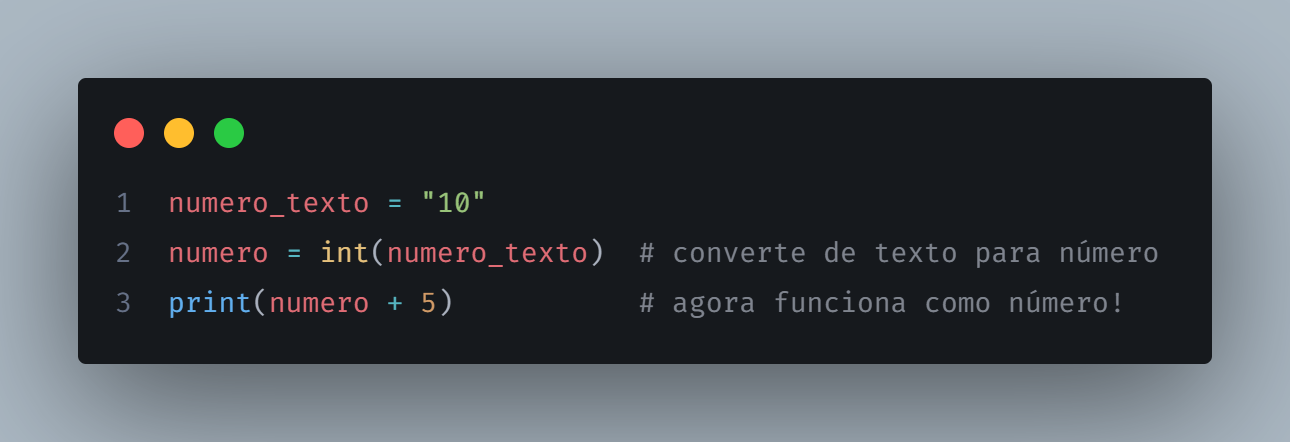 1 numero_texto = "10"
2 numero = int(numero_texto)  # converte de texto para número
3 print(numero + 5)           # agora funciona como número!